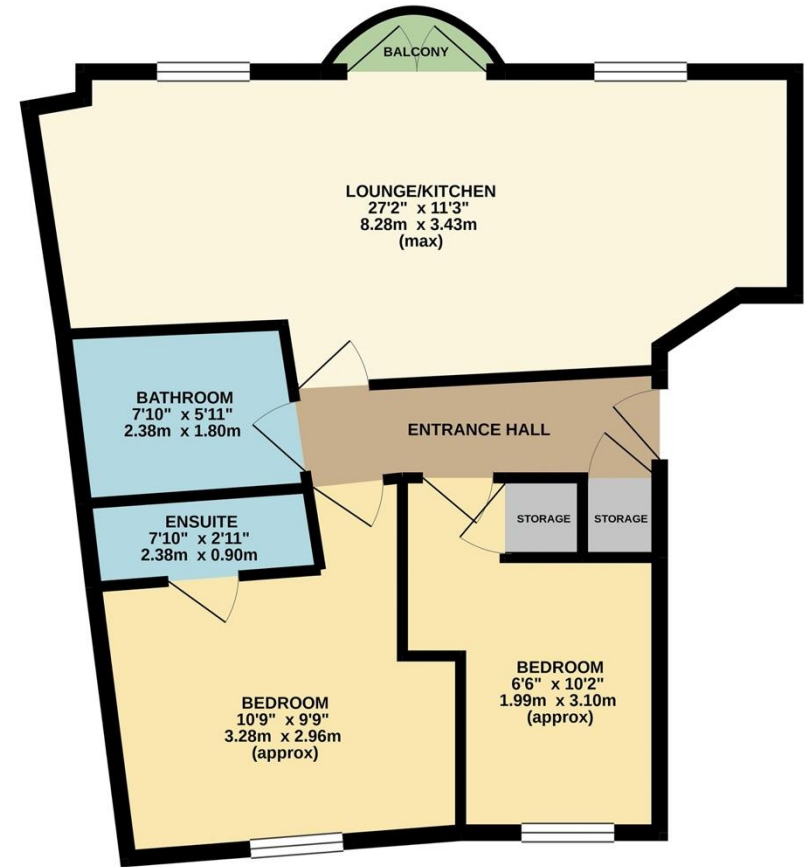 BALCONY
LOUNGE/KITCHEN
27'2" x 11'3"
8.28m x 3.43m
(max)
BATHROOM
7'10" x 5'11"
2.38m x 1.80m
ENTRANCE HALL
ENSUITE
7'10" x 2'11"
2.38m x 0.90m
STORAGE
STORAGE
BEDROOM
10'9" x 9'9"
3.28m x 2.96m
(approx)
BEDROOM
6'6" x 10'2"
1.99m x 3.10m
(approx)